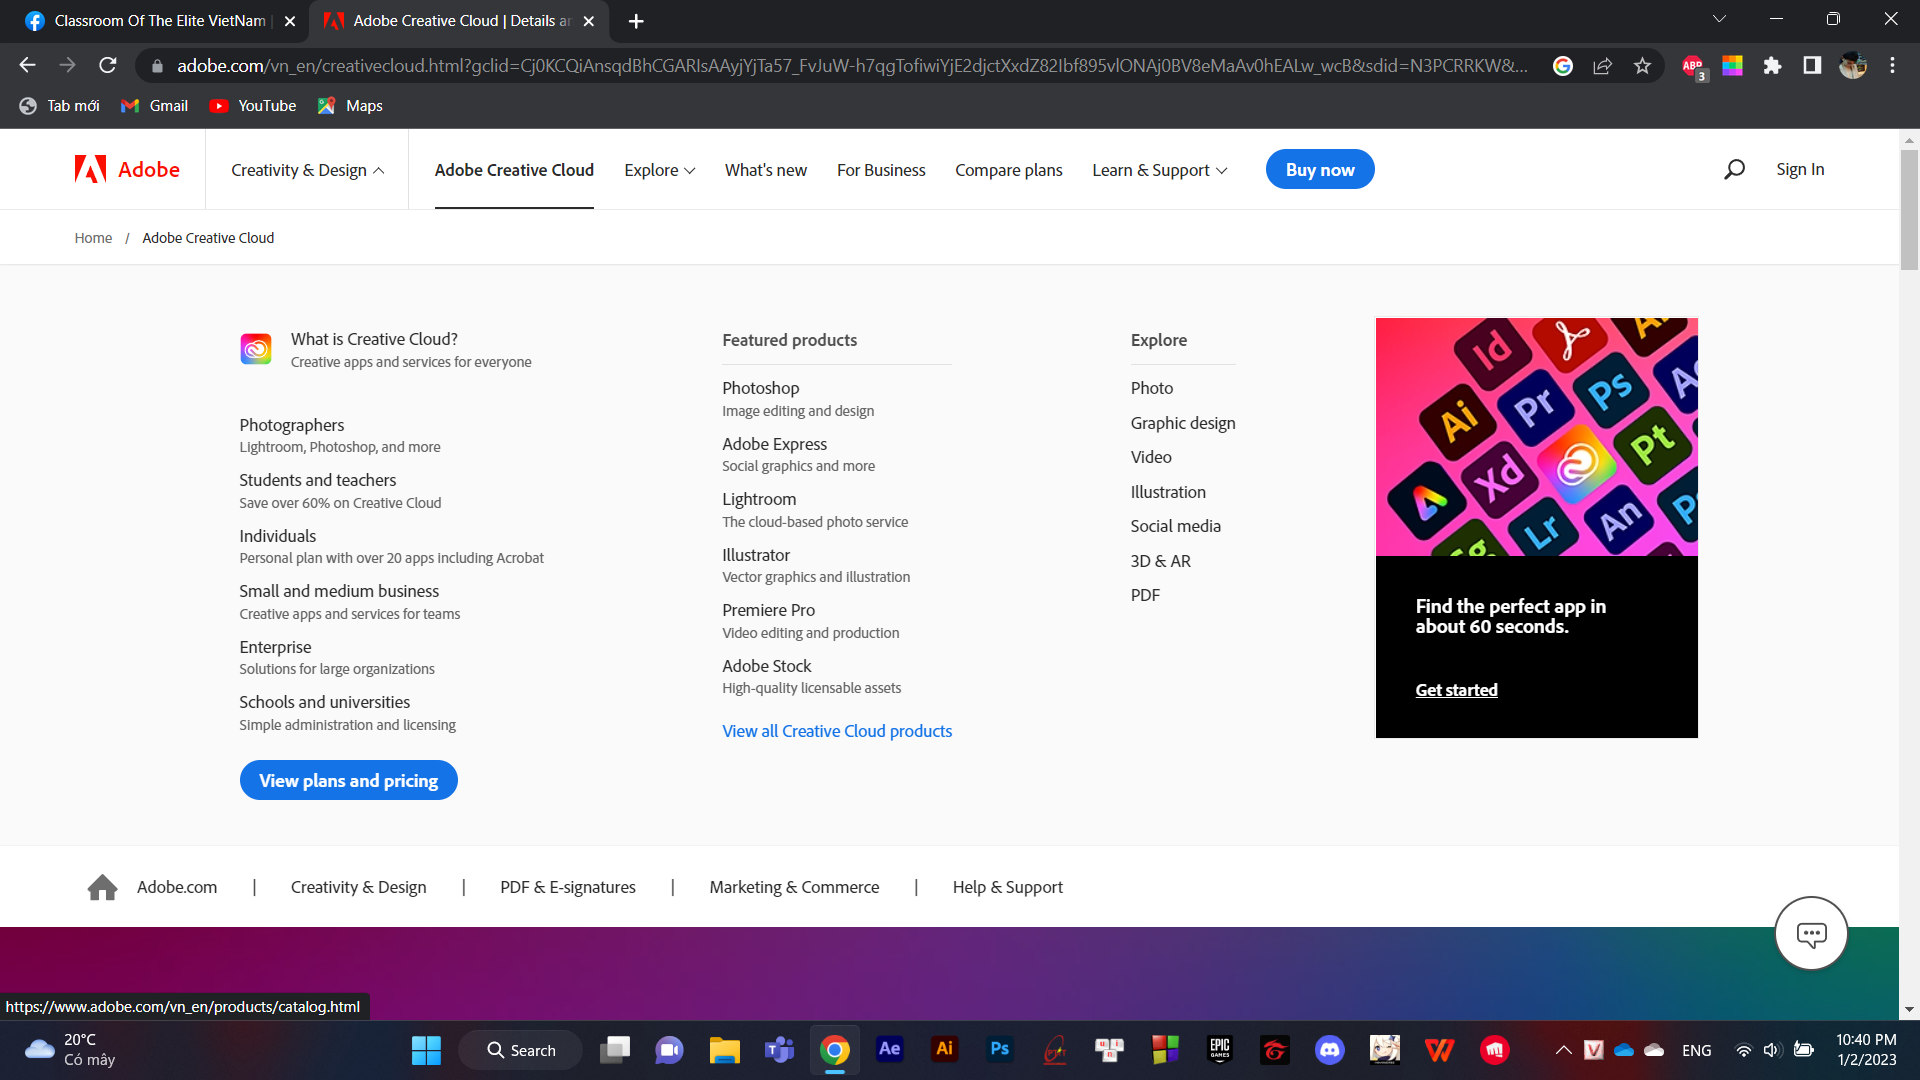 Classroom Of The Elite VietNam |
Adobe Creative Cloud | Details an
adobe.com/vn_en/creativecloud.html?gclid=Cj0KCQiAnsqdBhCGARIsAAyjYjTa57_FvJuW-h7qgTofiwiYjE2djctXxdZ82Ibf895vlONAj0BV8eMaAv0hEALw_wcB&sdid=N3PCRRKW&...
ABP
3
Tab mới
Gmail
YouTube
Maps
Adobe
Creativity & Design
Adobe Creative Cloud
Explore
What's new
For Business
Compare plans
Learn & Support
Buy now
Sign In
Home / Adobe Creative Cloud
What is Creative Cloud?
Creative apps and services for everyone
Photographers
Lightroom, Photoshop, and more
Students and teachers
Save over 60% on Creative Cloud
Individuals
Personal plan with over 20 apps including Acrobat
Small and medium business
Creative apps and services for teams
Enterprise
Solutions for large organizations
Schools and universities
Simple administration and licensing
View plans and pricing
Featured products
Photoshop
Image editing and design
Adobe Express
Social graphics and more
Lightroom
The cloud-based photo service
Illustrator
Vector graphics and illustration
Premiere Pro
Video editing and production
Adobe Stock
High-quality licensable assets
View all Creative Cloud products
Explore
Photo
Graphic design
Video
Illustration
Social media
3D & AR
PDF
Id
Ai
Pr
Ps
Ae
Xd
Pt
Lr
An
Find the perfect app in
about 60 seconds.
Get started
Adobe.com | Creativity & Design | PDF & E-signatures | Marketing & Commerce | Help & Support
https://www.adobe.com/vn_en/products/catalog.html
20°C
Có mây
Search
Ae
Ai
Ps
EPIC
GAMES
ENG
10:40 PM
1/2/2023